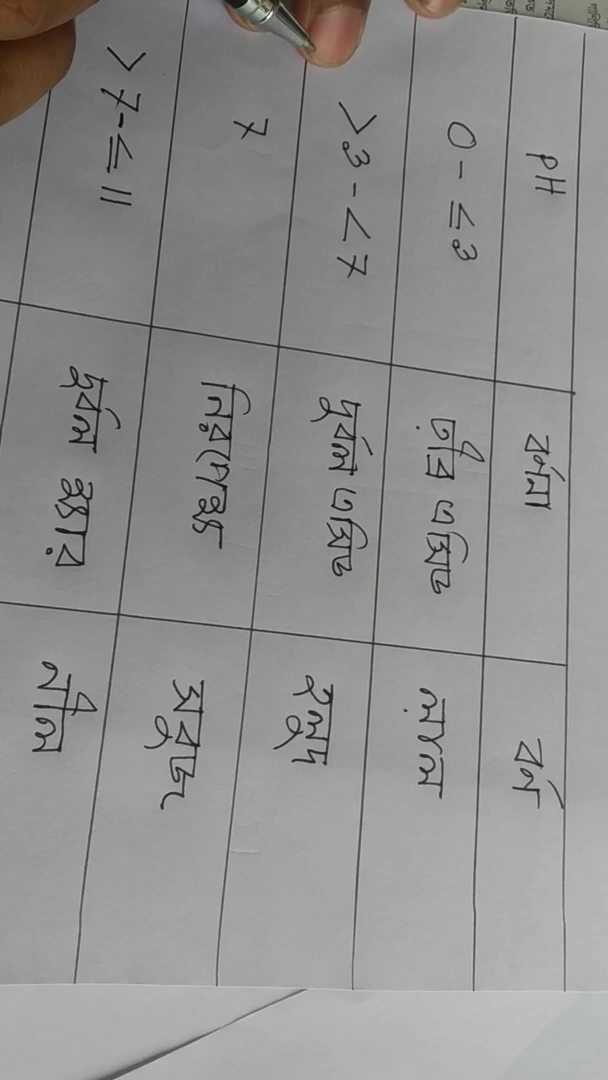 pH বর্ণনা বর্ণ
0 - ≤ 3 তীব্র এসিড লাল
> 3 - < 7 দুর্বল এসিড হলুদ
7 নিরপেক্ষ সবুজ
> 7 - ≤ 11 দুর্বল ক্ষার নীল